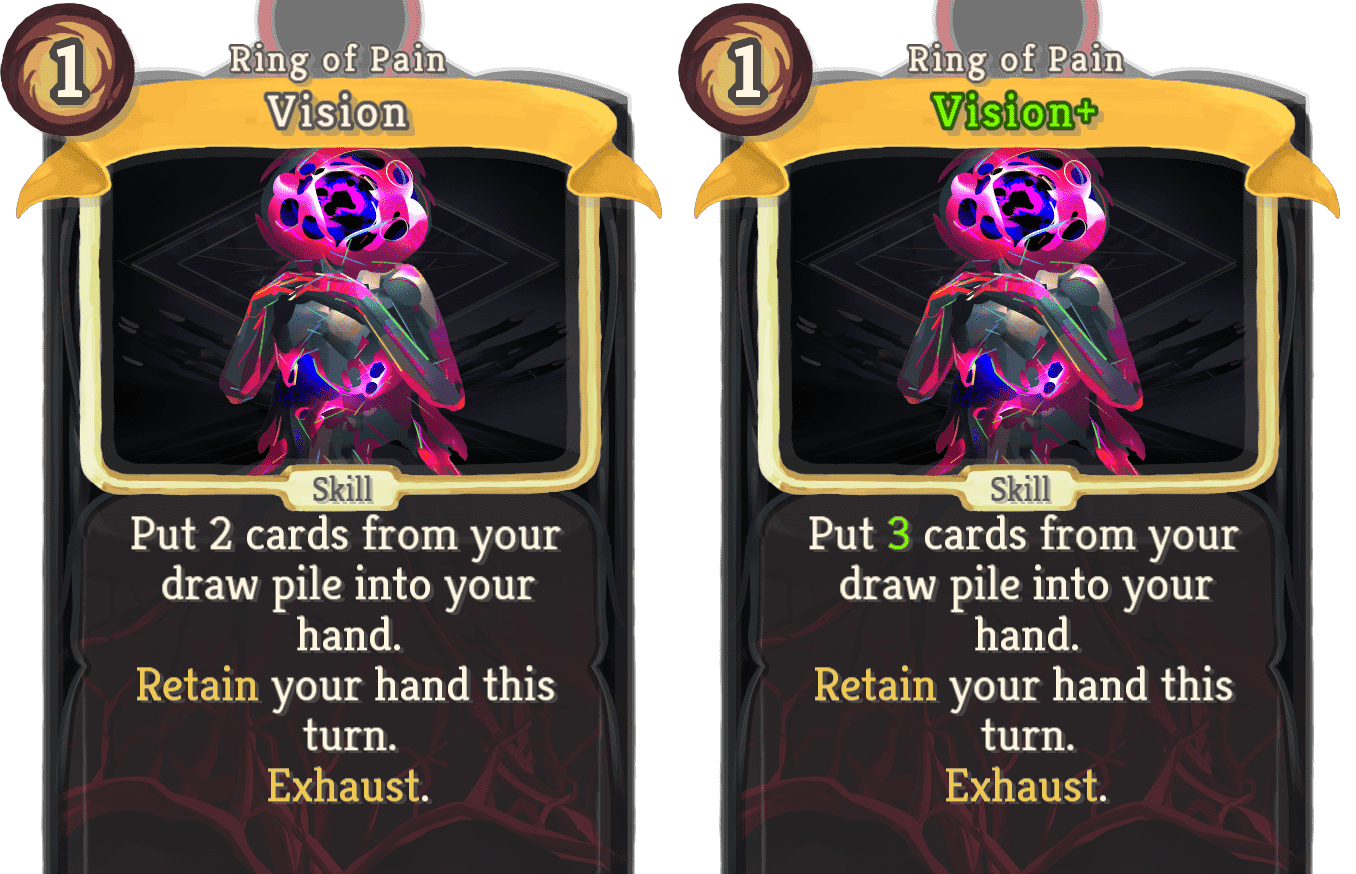 1
Ring of Pain
Vision
Skill
Put 2 cards from your
draw pile into your
hand.
Retain your hand this
turn.
Exhaust.
1
Ring of Pain
Vision+
Skill
Put 3 cards from your
draw pile into your
hand.
Retain your hand this
turn.
Exhaust.